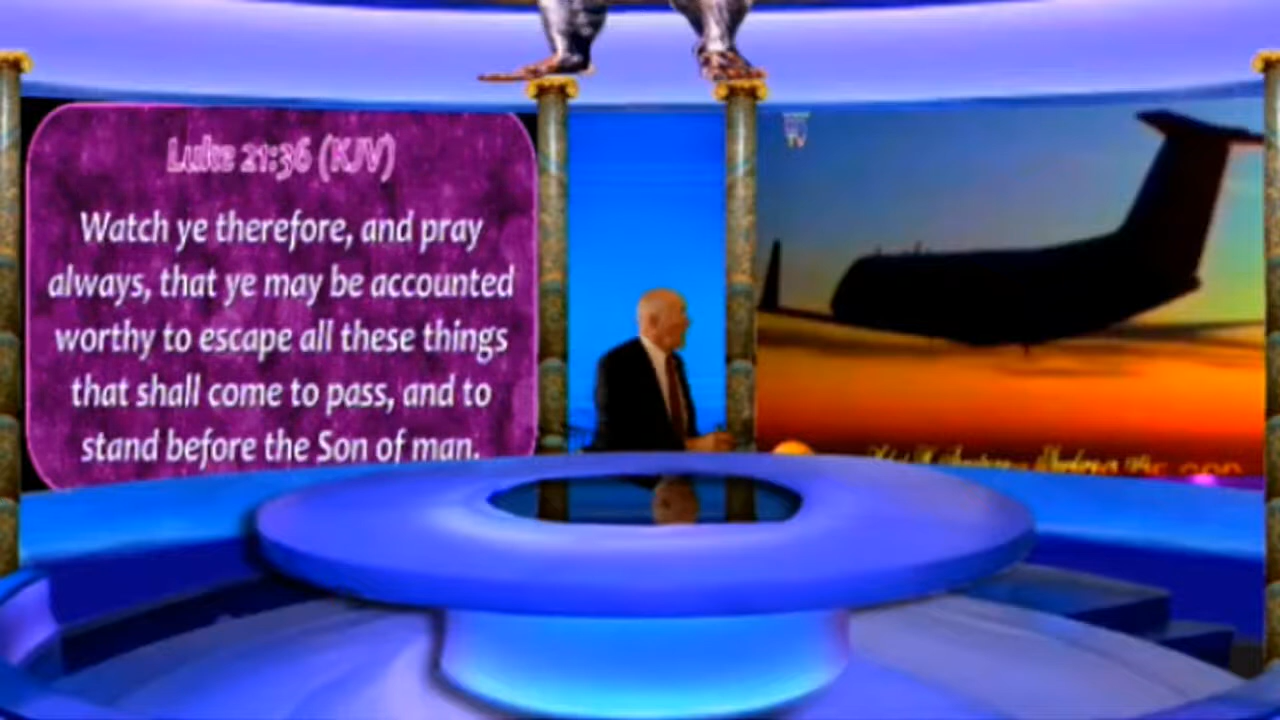 Luke 21:36 (KJV)
Watch ye therefore, and pray
always, that ye may be accounted
worthy to escape all these things
that shall come to pass, and to
stand before the Son of man.
W